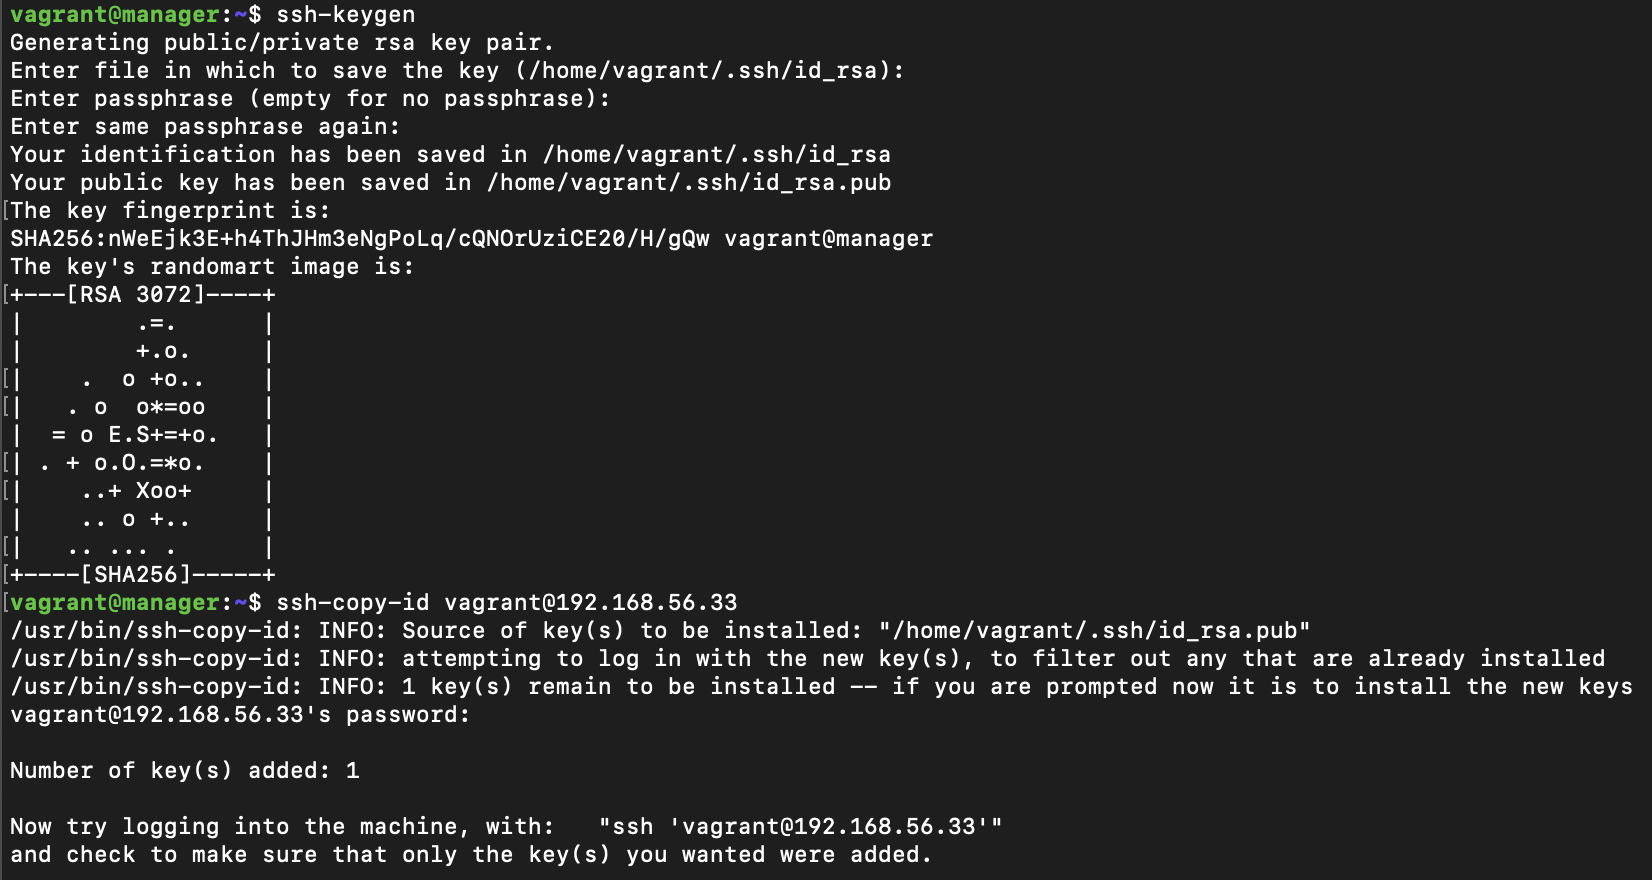 vagrant@manager:~$ ssh-keygen
Generating public/private rsa key pair.
Enter file in which to save the key (/home/vagrant/.ssh/id_rsa):
Enter passphrase (empty for no passphrase):
Enter same passphrase again:
Your identification has been saved in /home/vagrant/.ssh/id_rsa
Your public key has been saved in /home/vagrant/.ssh/id_rsa.pub
[The key fingerprint is:
SHA256:nWeEjk3E+h4ThJHm3eNgPoLq/cQNOrUziCE20/H/gQw vagrant@manager
The key's randomart image is:
[+---[RSA 3072]----+
|        .=.      |
|        +.o.     |
[|    .  o +o..    |
[|   . o  o*=oo    |
|  = o E.S+=+o.   |
[| . + o.O.=*o.    |
[|    ..+ Xoo+     |
|    .. o +..     |
[|   .. ... .      |
[+----[SHA256]-----+
[vagrant@manager:~$ ssh-copy-id vagrant@192.168.56.33
/usr/bin/ssh-copy-id: INFO: Source of key(s) to be installed: "/home/vagrant/.ssh/id_rsa.pub"
/usr/bin/ssh-copy-id: INFO: attempting to log in with the new key(s), to filter out any that are already installed
/usr/bin/ssh-copy-id: INFO: 1 key(s) remain to be installed -- if you are prompted now it is to install the new keys
vagrant@192.168.56.33's password:

Number of key(s) added: 1

Now try logging into the machine, with:   "ssh 'vagrant@192.168.56.33'"
and check to make sure that only the key(s) you wanted were added.